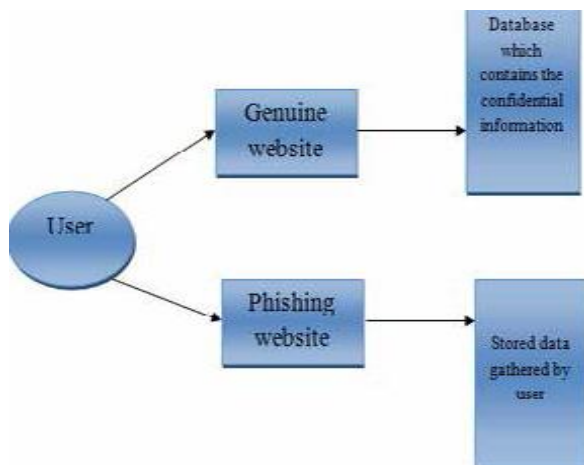 Database
which
contains the
confidential
information
Genuine
website
User
Phishing
website
Stored data
gathered by
user